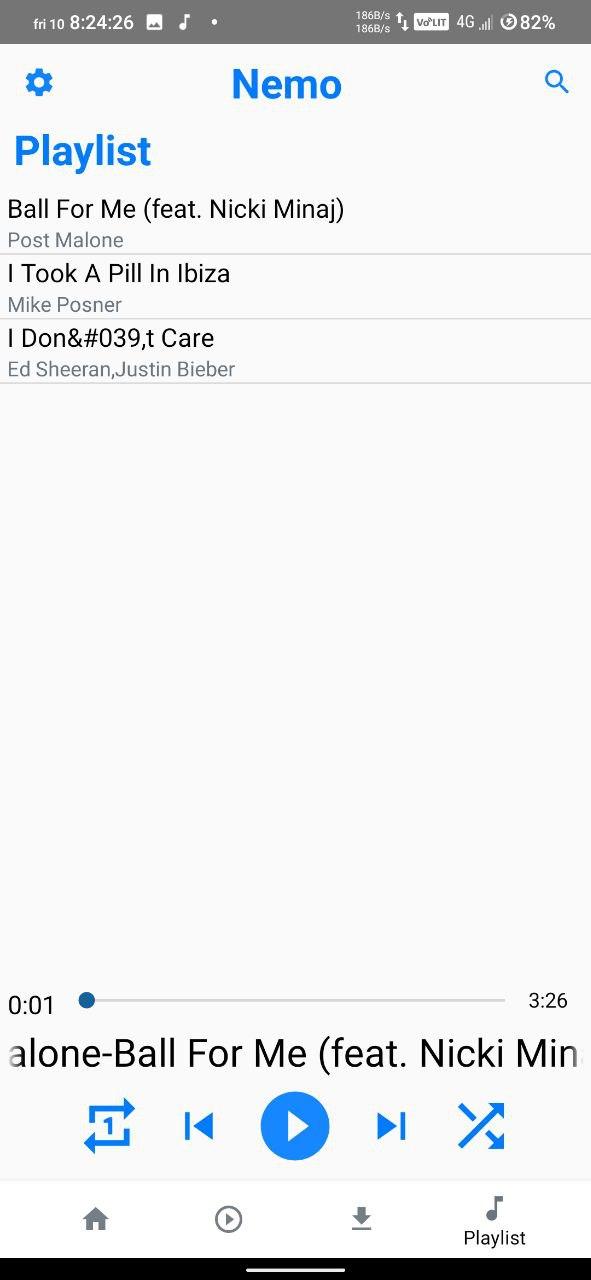 fri 10 8:24:26 186B/s 186B/s VoLTE 4G 82%
Nemo
Playlist
Ball For Me (feat. Nicki Minaj)
Post Malone
I Took A Pill In Ibiza
Mike Posner
I Don&#039,t Care
Ed Sheeran,Justin Bieber
0:01 3:26
alone-Ball For Me (feat. Nicki Min
1
Playlist